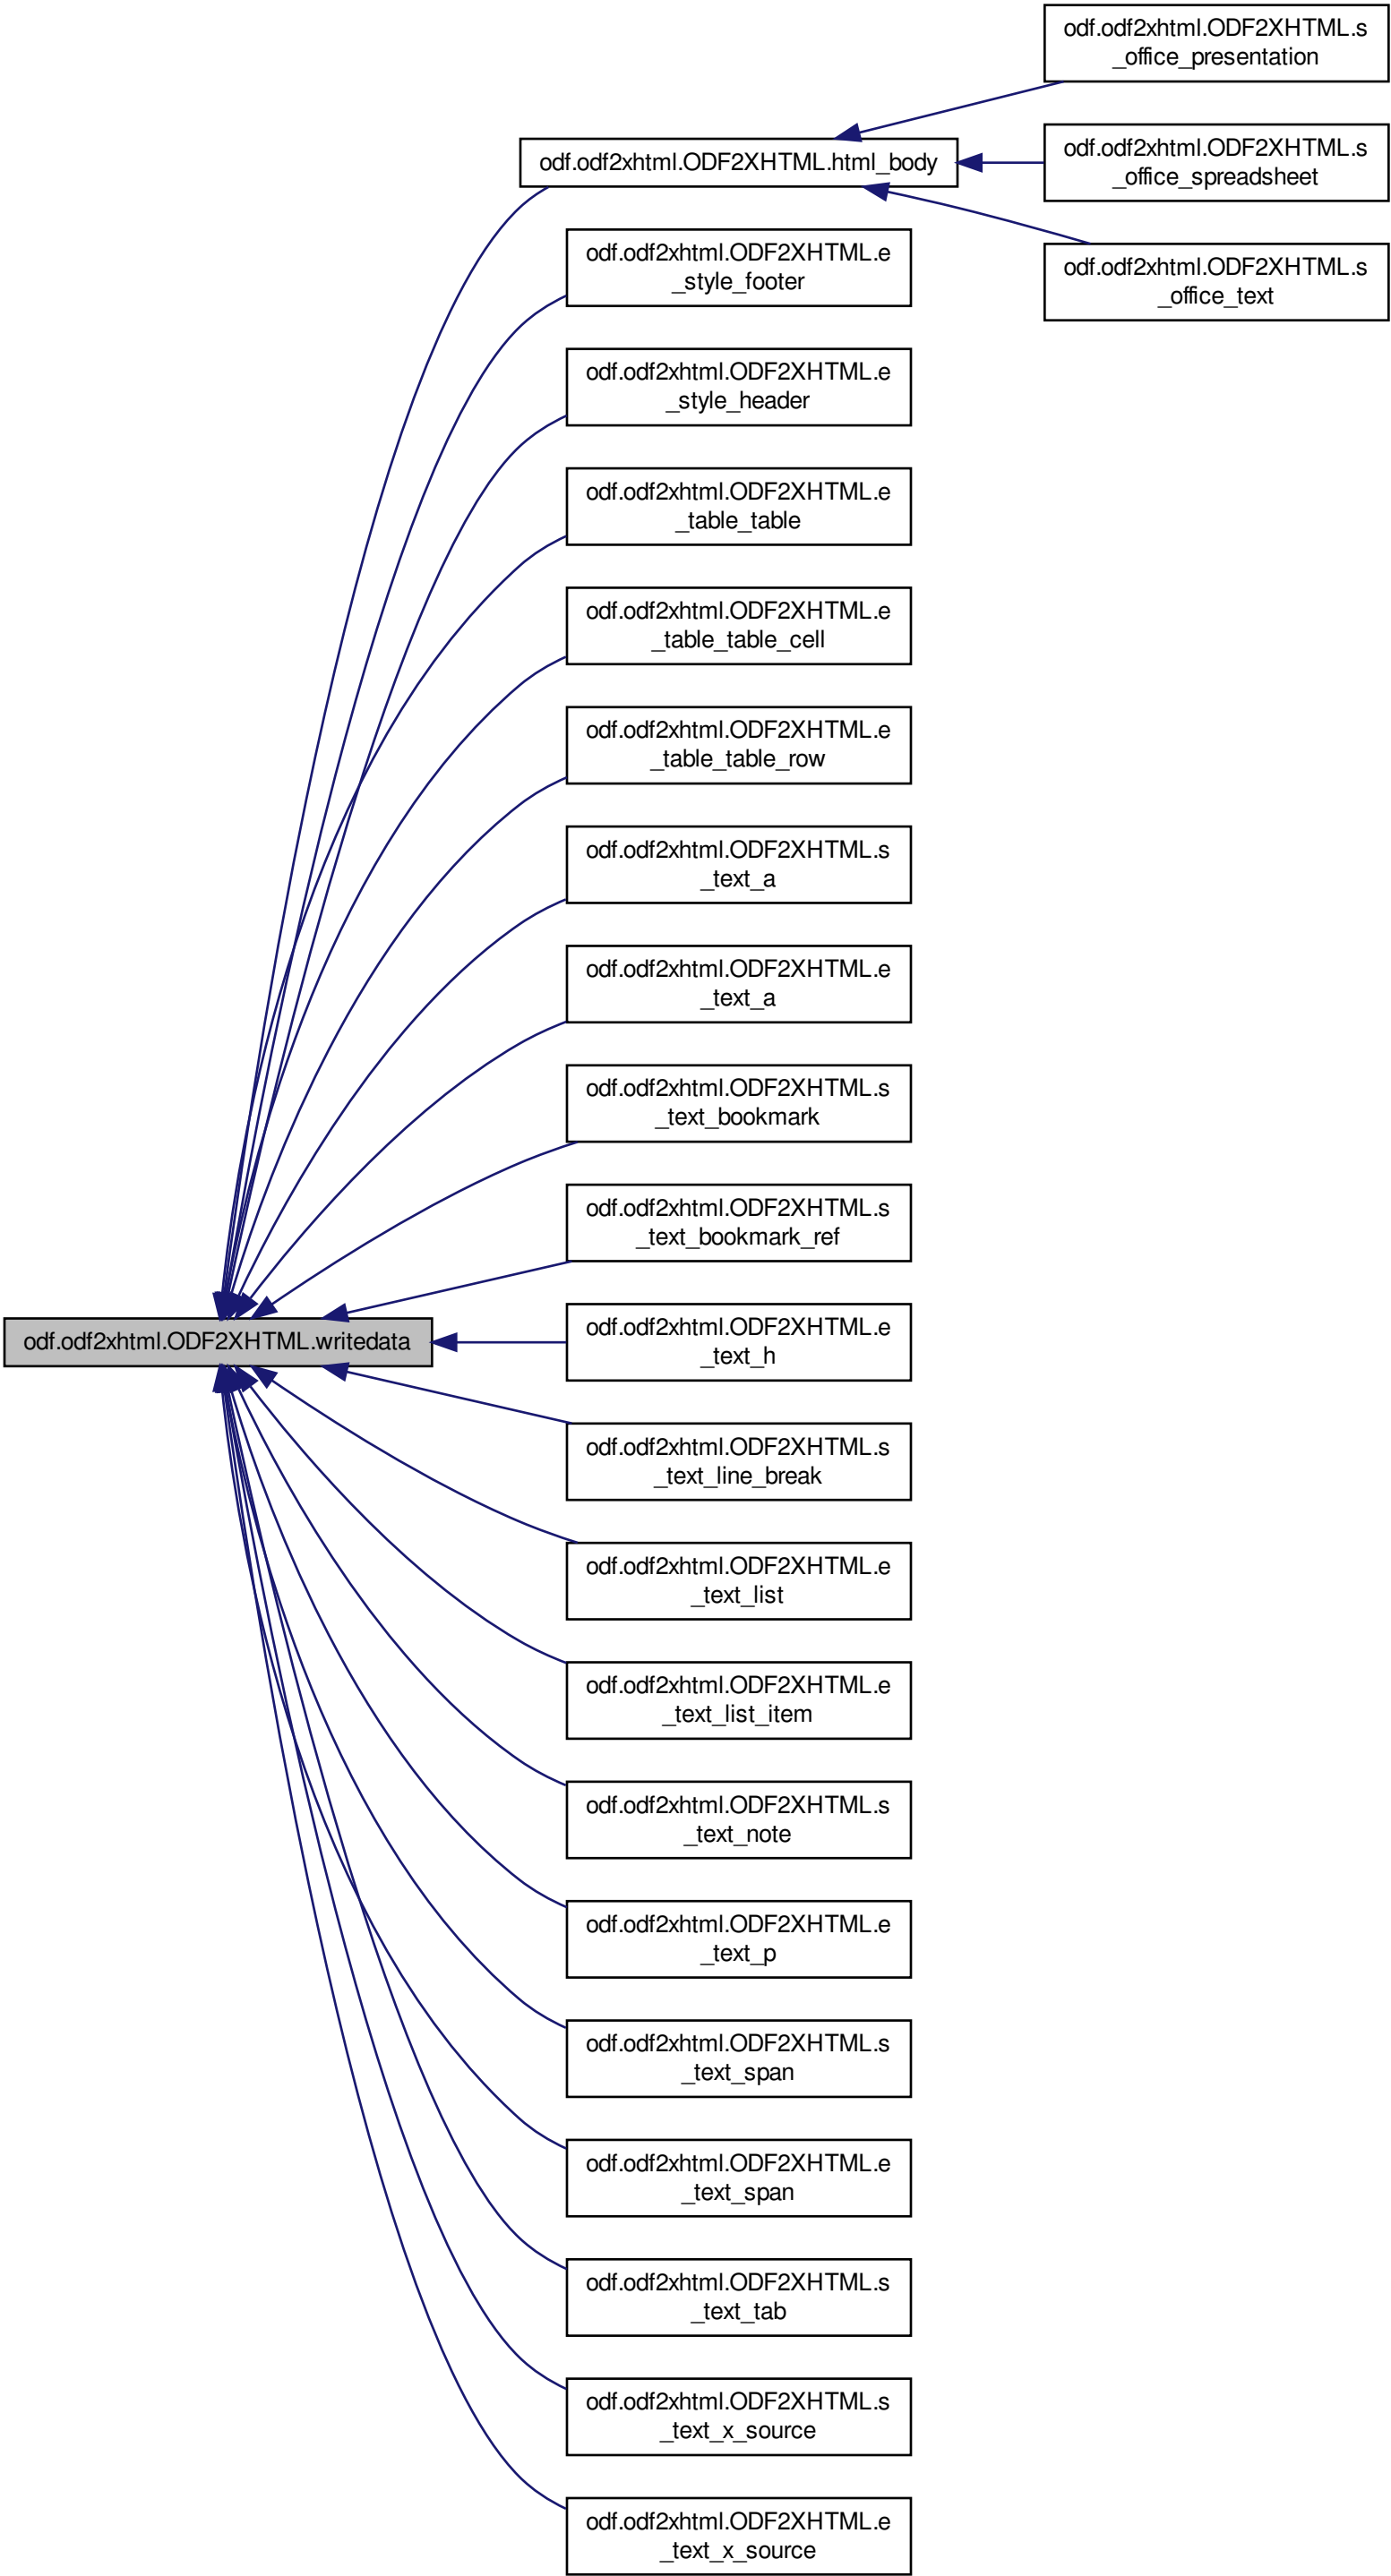 odf.odf2xhtml.ODF2XHTML.s
_office_presentation
odf.odf2xhtml.ODF2XHTML.html_body
odf.odf2xhtml.ODF2XHTML.s
_office_spreadsheet
odf.odf2xhtml.ODF2XHTML.s
_office_text
odf.odf2xhtml.ODF2XHTML.e
_style_footer
odf.odf2xhtml.ODF2XHTML.e
_style_header
odf.odf2xhtml.ODF2XHTML.e
_table_table
odf.odf2xhtml.ODF2XHTML.e
_table_table_cell
odf.odf2xhtml.ODF2XHTML.e
_table_table_row
odf.odf2xhtml.ODF2XHTML.s
_text_a
odf.odf2xhtml.ODF2XHTML.e
_text_a
odf.odf2xhtml.ODF2XHTML.s
_text_bookmark
odf.odf2xhtml.ODF2XHTML.s
_text_bookmark_ref
odf.odf2xhtml.ODF2XHTML.writedata
odf.odf2xhtml.ODF2XHTML.e
_text_h
odf.odf2xhtml.ODF2XHTML.s
_text_line_break
odf.odf2xhtml.ODF2XHTML.e
_text_list
odf.odf2xhtml.ODF2XHTML.e
_text_list_item
odf.odf2xhtml.ODF2XHTML.s
_text_note
odf.odf2xhtml.ODF2XHTML.e
_text_p
odf.odf2xhtml.ODF2XHTML.s
_text_span
odf.odf2xhtml.ODF2XHTML.e
_text_span
odf.odf2xhtml.ODF2XHTML.s
_text_tab
odf.odf2xhtml.ODF2XHTML.s
_text_x_source
odf.odf2xhtml.ODF2XHTML.e
_text_x_source